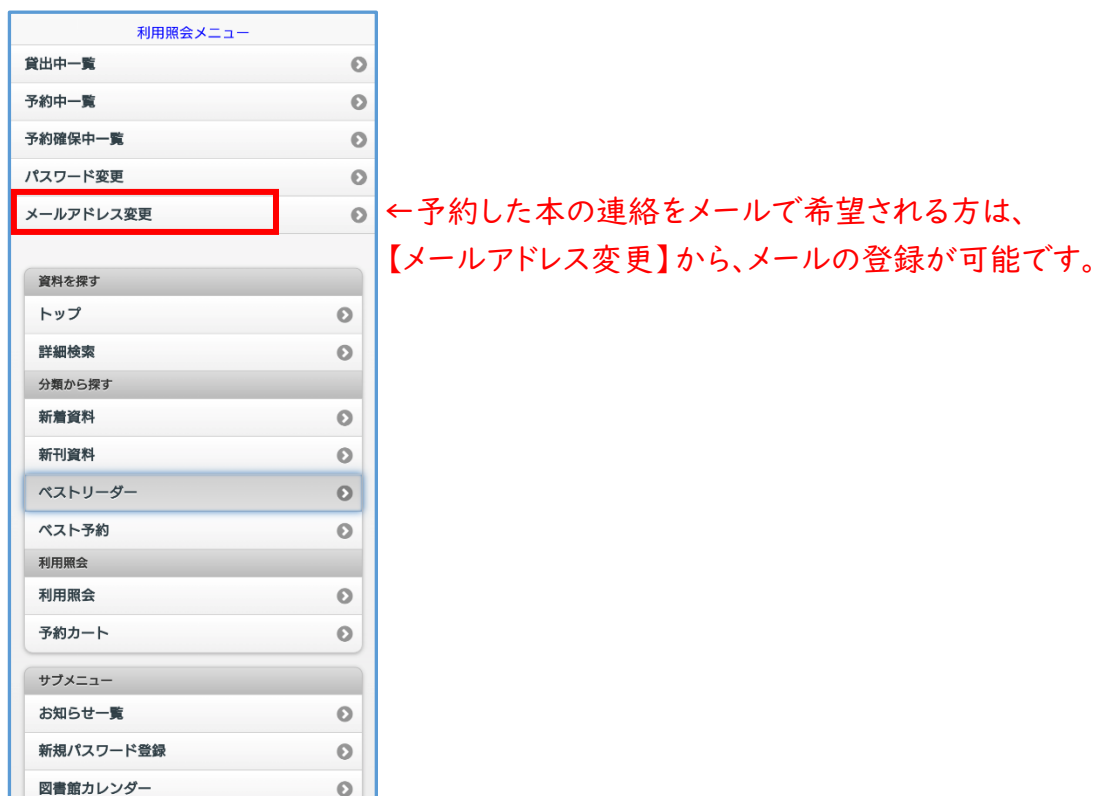 利用照会メニュー
貸出中一覧
予約中一覧
予約確保中一覧
パスワード変更
メールアドレス変更
←予約した本の連絡をメールで希望される方は、
【メールアドレス変更】から、メールの登録が可能です。
資料を探す
トップ
詳細検索
分類から探す
新着資料
新刊資料
ベストリーダー
ベスト予約
利用照会
利用照会
予約カート
サブメニュー
お知らせ一覧
新規パスワード登録
図書館カレンダー